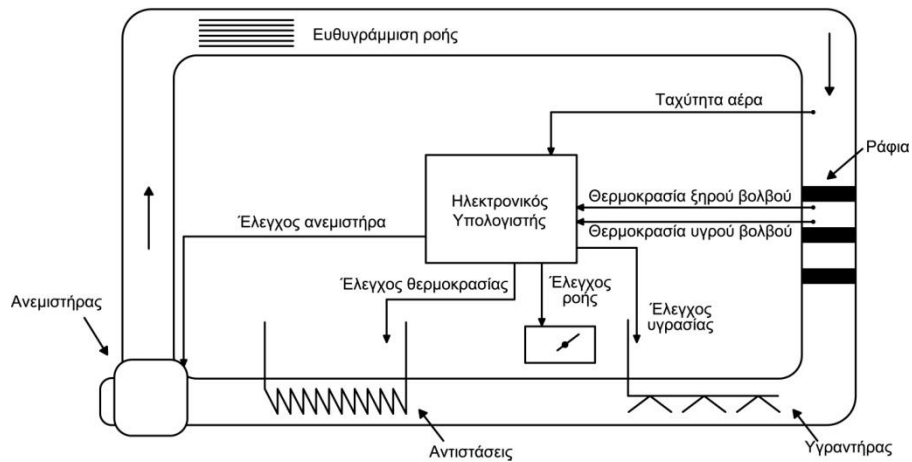 Ευθυγράμμιση ροής
Ταχύτητα αέρα
Ράφια
Ηλεκτρονικός
Υπολογιστής
Θερμοκρασία ξηρού βολβού
Θερμοκρασία υγρού βολβού
Έλεγχος ανεμιστήρα
Έλεγχος θερμοκρασίας
Έλεγχος
ροής
Έλεγχος
υγρασίας
Ανεμιστήρας
Αντιστάσεις
Υγραντήρας